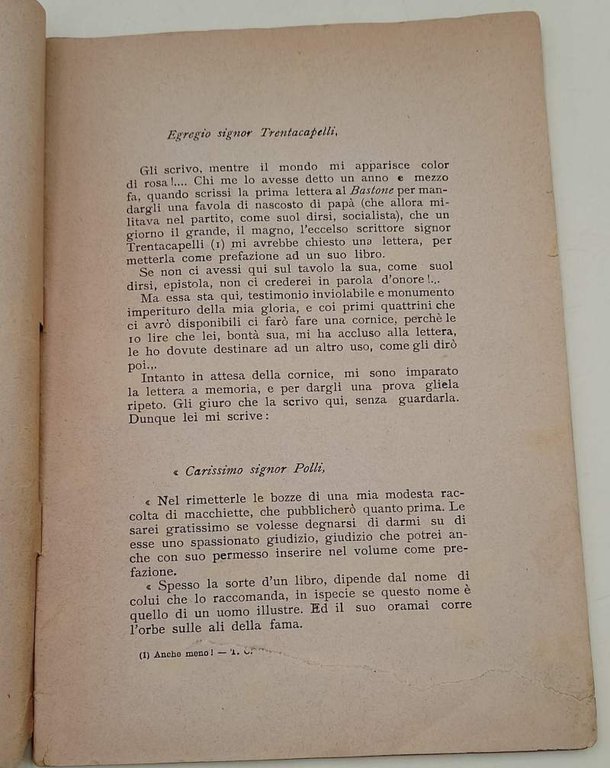 Egregio signor Trentacapelli,
Gli scrivo, mentre il mondo mi apparisce color
di rosa!.... Chi me lo avesse detto un anno e mezzo
fa, quando scrissi la prima lettera al Bastone per man-
dargli una favola di nascosto di papà (che allora mi-
litava nel partito, come suol dirsi, socialista), che un
giorno il grande, il magno, l'eccelso scrittore signor
Trentacapelli (1) mi avrebbe chiesto una lettera, per
metterla come prefazione ad un suo libro.
Se non ci avessi qui sul tavolo la sua, come suol
dirsi, epistola, non ci crederei in parola d'onore!...
Ma essa sta qui, testimonio inviolabile e monumento
imperituro della mia gloria, e coi primi quattrini che
ci avrò disponibili ci farò fare una cornice, perchè le
10 lire che lei, bontà sua, mi ha accluso alla lettera,
le ho dovute destinare ad un altro uso, come gli dirò
poi...
Intanto in attesa della cornice, mi sono imparato
la lettera a memoria, e per dargli una prova gliela
ripeto. Gli giuro che la scrivo qui, senza guardarla.
Dunque lei mi scrive:
« Carissimo signor Polli,
« Nel rimetterle le bozze di una mia modesta rac-
colta di macchiette, che pubblicherò quanto prima. Le
sarei gratissimo se volesse degnarsi di darmi su di
esse uno spassionato giudizio, giudizio che potrei an-
che con suo permesso inserire nel volume come pre-
fazione.
« Spesso la sorte d'un libro, dipende dal nome di
colui che lo raccomanda, in ispecie se questo nome è
quello di un uomo illustre. Ed il suo oramai corre
l'orbe sulle ali della fama.
(1) Anche meno! — T. C.